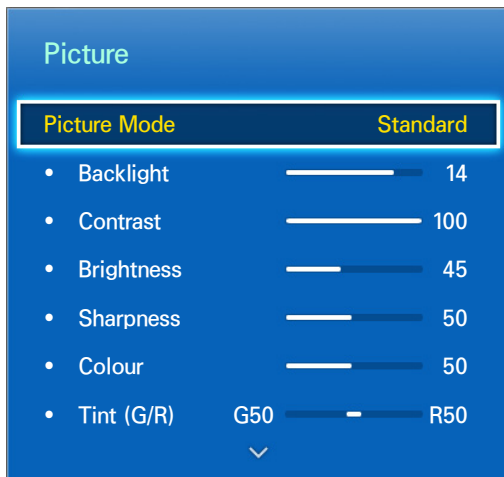 Picture
Picture Mode Standard
• Backlight 14
• Contrast 100
• Brightness 45
• Sharpness 50
• Colour 50
• Tint (G/R) G50 R50